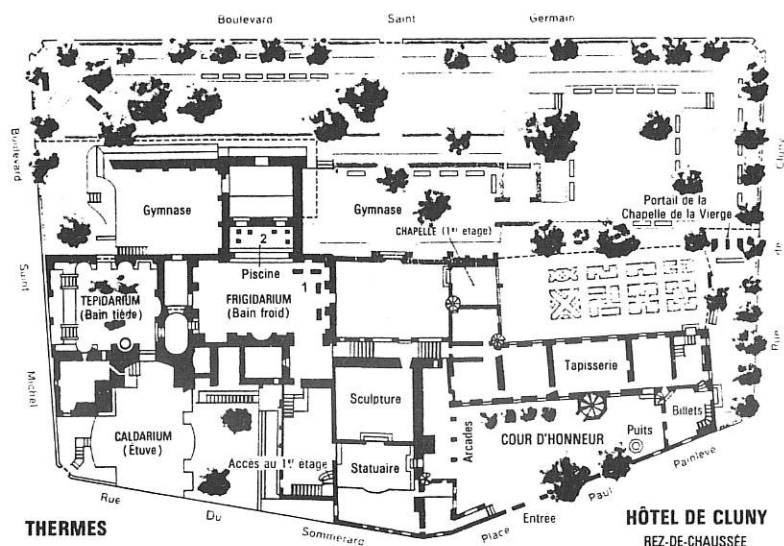 Boulevard Saint Germain
Boulevard
Saint
Michel
Cluny
de
Rue
Portail de la
Chapelle de la Vierge
Gymnase
Gymnase
CHAPELLE (1er etage)
2
Piscine
1
TEPIDARIUM
(Bain tiède)
FRIGIDARIUM
(Bain froid)
Tapisserie
Sculpture
Billets
CALDARIUM
(Étuve)
Arcades
COUR D'HONNEUR
Puits
Accès au 1er etage
Statuaire
Rue Du Sommerard
Place Paul Painlevé
Entrée
THERMES
HÔTEL DE CLUNY
REZ-DE-CHAUSSÉE